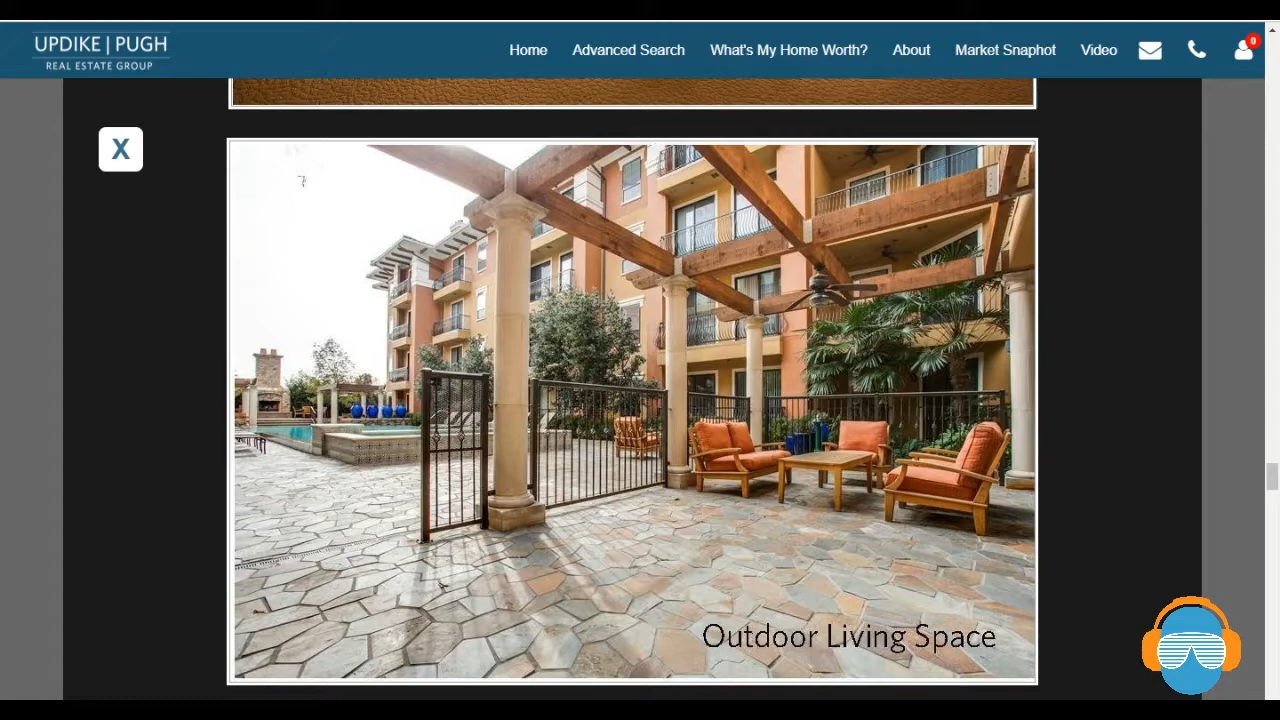 UPDIKE | PUGH
REAL ESTATE GROUP
Home Advanced Search What's My Home Worth? About Market Snaphot Video 0
X
Outdoor Living Space